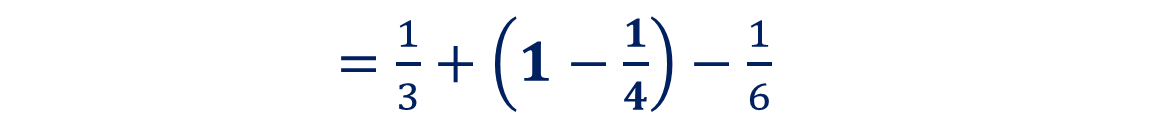 = 1/3 + (1 − 1/4) − 1/6